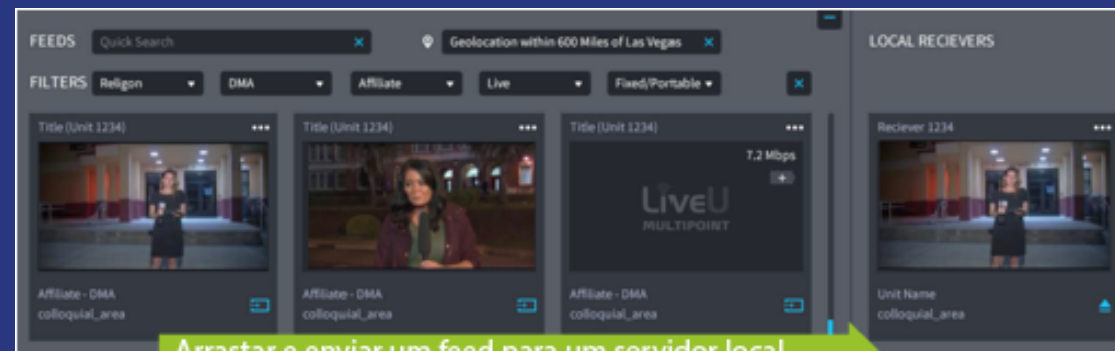 FEEDS Quick Search × Geolocation within 600 Miles of Las Vegas × LOCAL RECIEVERS
FILTERS Religon DMA Affiliate Live Fixed/Porttable ×
Title (Unit 1234) Title (Unit 1234) Title (Unit 1234) Reciever 1234
7.2 Mbps
LiveU
MULTIPOINT
Affiliate - DMA Affiliate - DMA Affiliate - DMA Unit Name
colloquial_area colloquial_area colloquial_area colloquial_area
Arrastar e enviar um feed para um servidor local